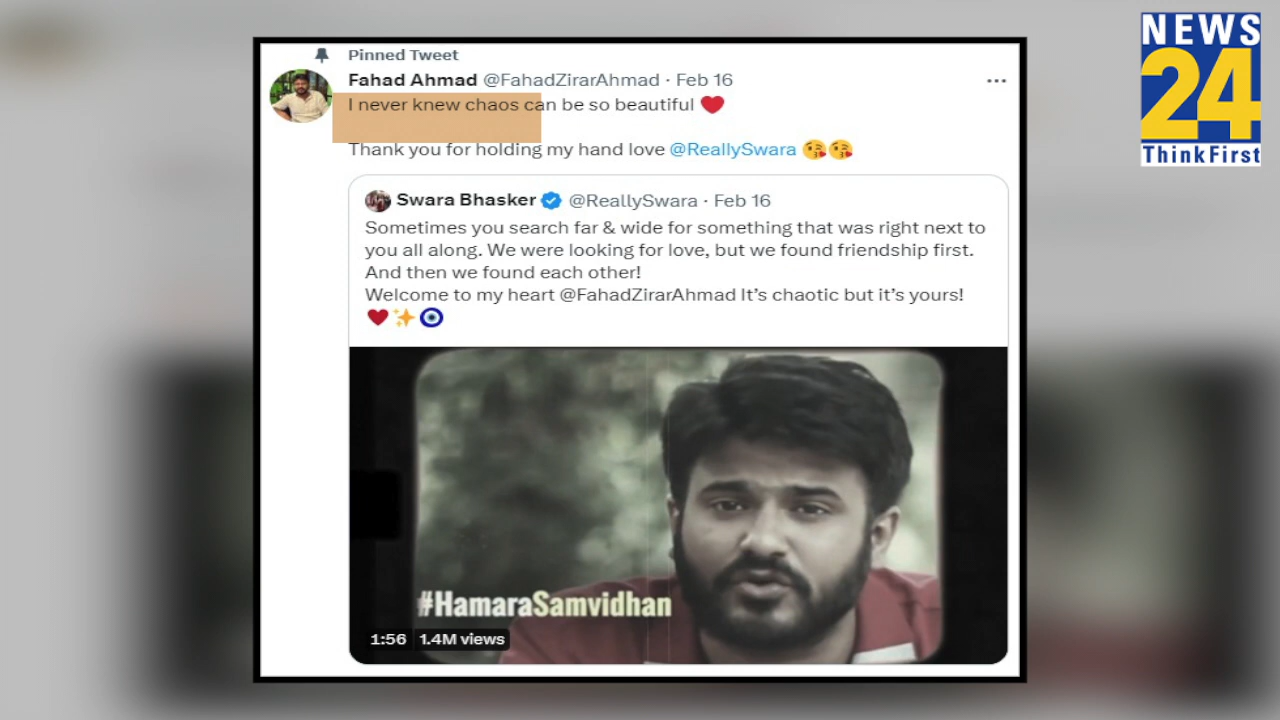 Pinned Tweet
Fahad Ahmad @FahadZirarAhmad · Feb 16
I never knew chaos can be so beautiful ❤️
Thank you for holding my hand love @ReallySwara 😘😘
Swara Bhasker @ReallySwara · Feb 16
Sometimes you search far & wide for something that was right next to
you all along. We were looking for love, but we found friendship first.
And then we found each other!
Welcome to my heart @FahadZirarAhmad It’s chaotic but it’s yours!
❤️✨🧿
#HamaraSamvidhan
1:56 1.4M views
NEWS
24
Think First